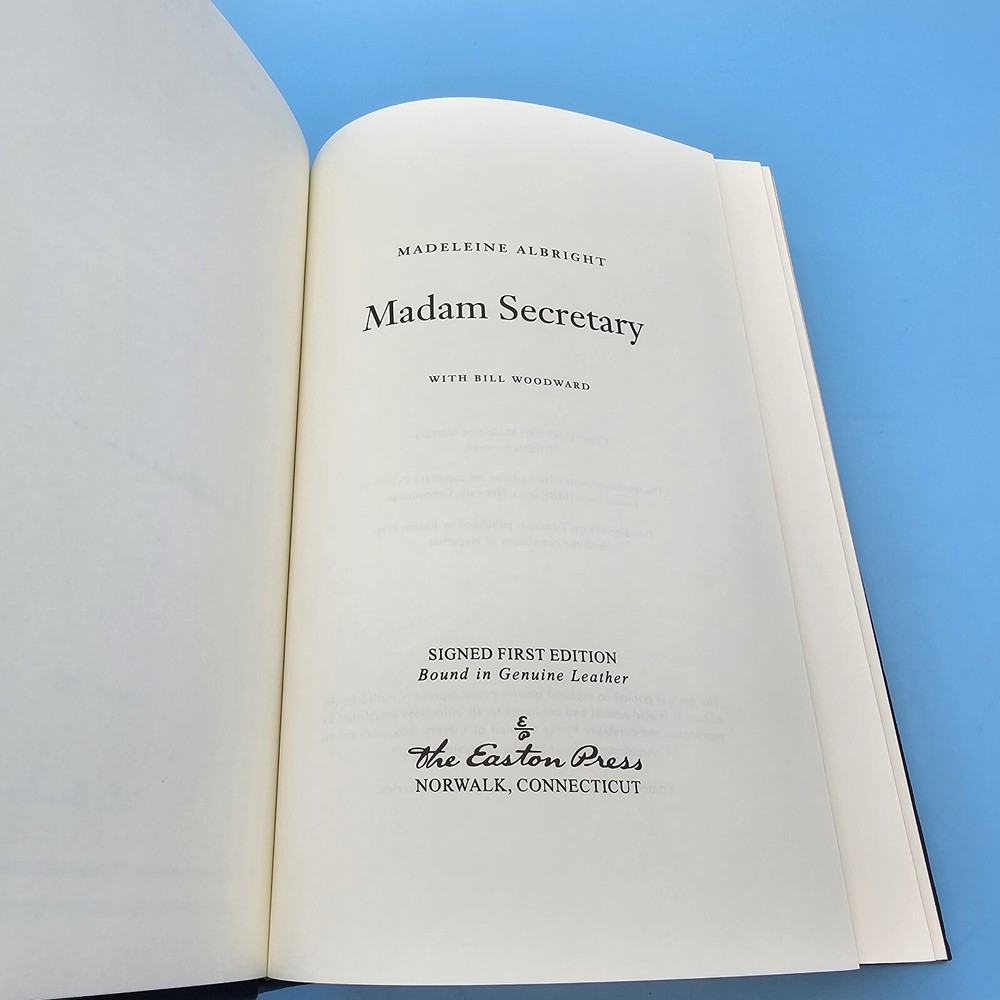 MADELEINE ALBRIGHT
Madam Secretary
WITH BILL WOODWARD
SIGNED FIRST EDITION
Bound in Genuine Leather
E
P
The Easton Press
NORWALK, CONNECTICUT